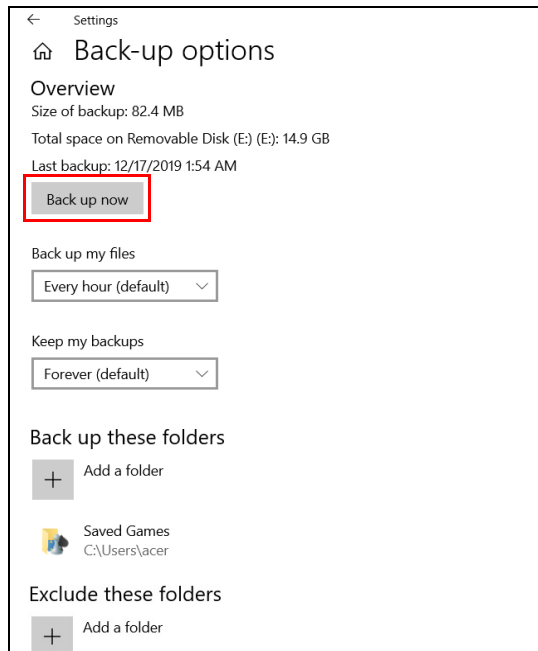 Settings
Back-up options
Overview
Size of backup: 82.4 MB
Total space on Removable Disk (E:) (E:): 14.9 GB
Last backup: 12/17/2019 1:54 AM
Back up now
Back up my files
Every hour (default)
Keep my backups
Forever (default)
Back up these folders
Add a folder
Saved Games
C:\Users\acer
Exclude these folders
Add a folder